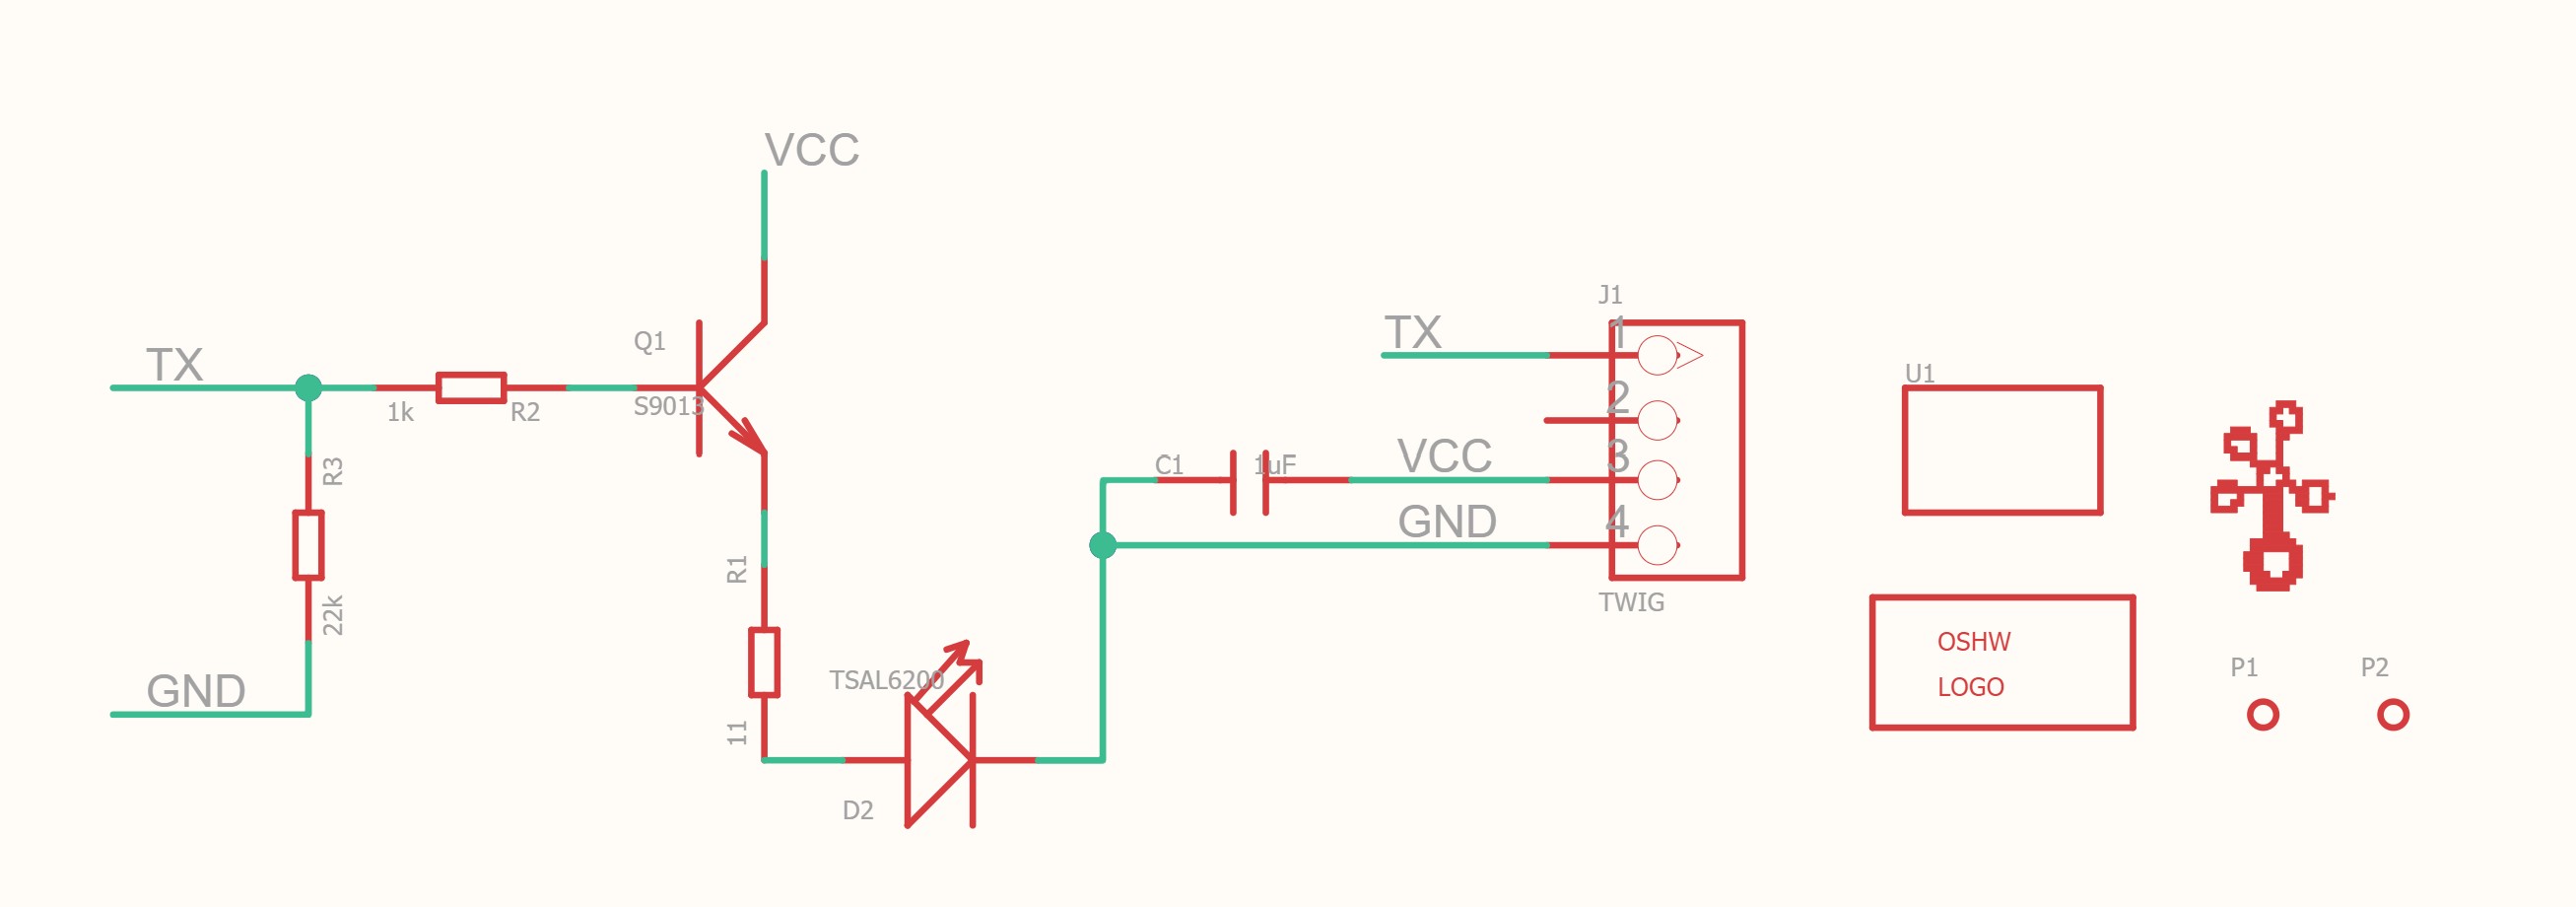 VCC
TX
1k
R2
Q1
S9013
R3
22k
GND
R1
11
TSAL6200
D2
C1
1uF
J1
TX
1
2
VCC
3
GND
4
TWIG
U1
OSHW
LOGO
P1
P2